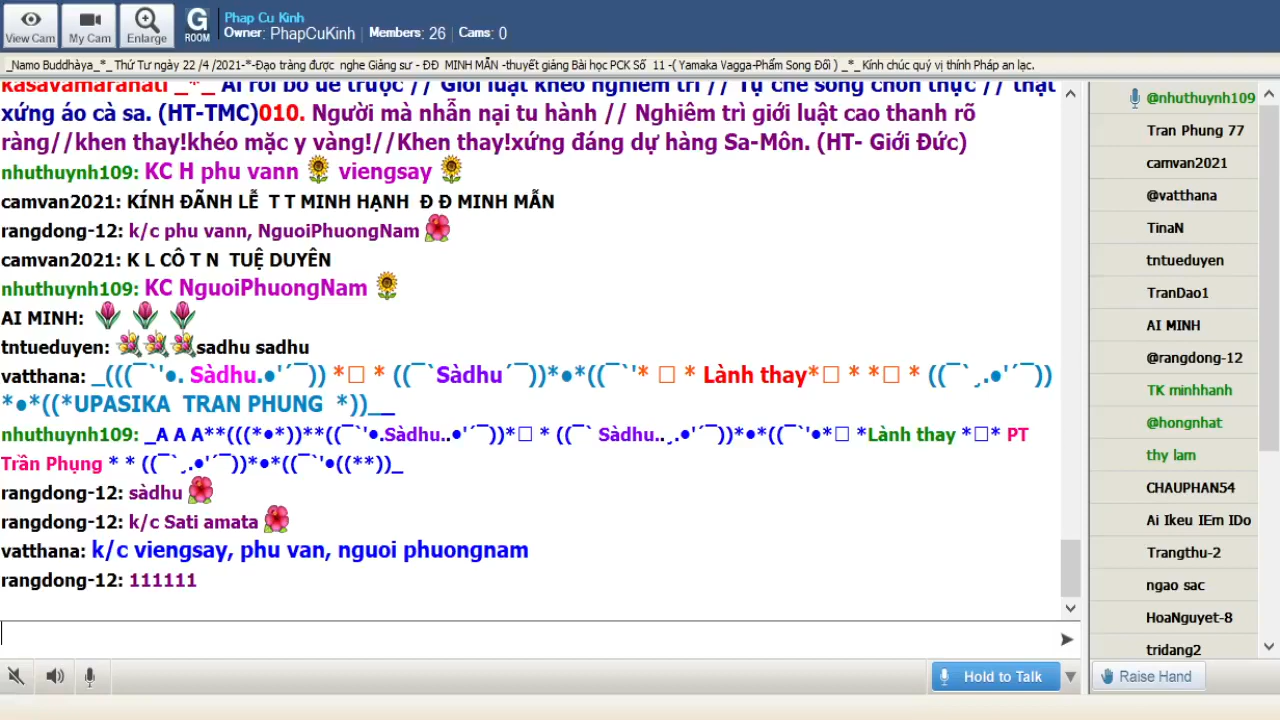 View Cam
My Cam
Enlarge
G
ROOM
Phap Cu Kinh
Owner: PhapCuKinh | Members: 26 | Cams: 0
_Namo Buddhàya_*_ Thứ Tư ngày 22 /4 /2021-*-Đạo tràng được nghe Giảng sư - ĐĐ MINH MẪN -thuyết giảng Bài học PCK Số 11 -( Yamaka Vagga-Phẩm Song Đối ) _*_Kính chúc quý vị thính Pháp an lạc.
xứng áo cà sa. (HT-TMC)010. Người mà nhẫn nại tu hành // Nghiêm trì giới luật cao thanh rõ
ràng//khen thay!khéo mặc y vàng!//Khen thay!xứng đáng dự hàng Sa-Môn. (HT- Giới Đức)
nhuthuynh109: KC H phu vann 🌻 viengsay 🌻
camvan2021: KÍNH ĐÃNH LỄ T T MINH HẠNH Đ Đ MINH MẪN
rangdong-12: k/c phu vann, NguoiPhuongNam 🌺
camvan2021: K L CÔ T N TUỆ DUYÊN
nhuthuynh109: KC NguoiPhuongNam 🌻
AI MINH: 🌷 🌷 🌷
tntueduyen: 💐💐💐sadhu sadhu
vatthana: _(((¯`'●. Sàdhu.●'´¯)) *□ * ((¯`Sàdhu´¯))*●*((¯`'* □ * Lành thay*□ * *□ * ((¯`¸.●'´¯))
*●*((*UPASIKA TRAN PHUNG *))__
nhuthuynh109: _A A A**(((*●*))**((¯`'●.Sàdhu..●'´¯))*□ * ((¯` Sàdhu..¸.●'´¯))*●*((¯`'●*□ *Lành thay *□* PT
Trần Phụng * * ((¯`¸.●'´¯))*●*((¯`'●((**))_
rangdong-12: sàdhu 🌺
rangdong-12: k/c Sati amata 🌺
vatthana: k/c viengsay, phu van, nguoi phuongnam
rangdong-12: 111111
Hold to Talk
@nhuthuynh109
Tran Phung 77
camvan2021
@vatthana
TinaN
tntueduyen
TranDao1
AI MINH
@rangdong-12
TK minhhanh
@hongnhat
thy lam
CHAUPHAN54
Ai Ikeu IEm IDo
Trangthu-2
ngao sac
HoaNguyet-8
tridang2
Raise Hand